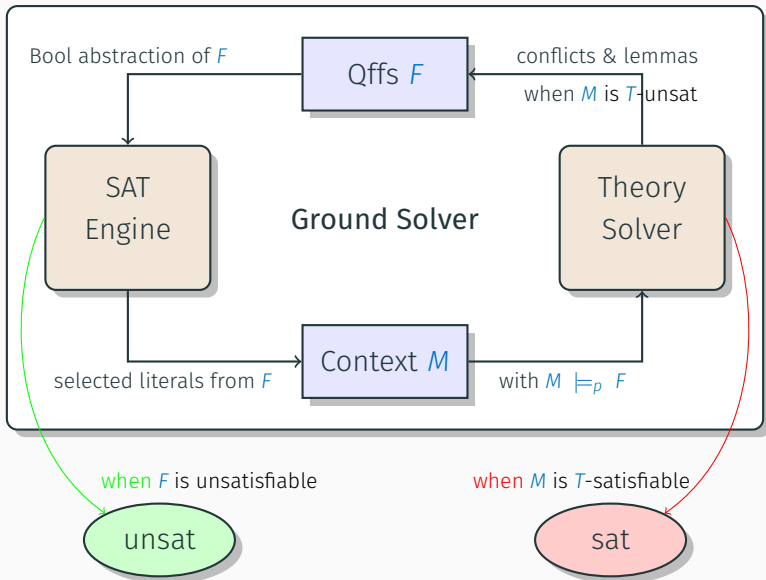 Bool abstraction of F
Qffs F
conflicts & lemmas
when M is T-unsat
SAT
Engine
Ground Solver
Theory
Solver
selected literals from F
Context M
with M ⊨p F
when F is unsatisfiable
when M is T-satisfiable
unsat
sat